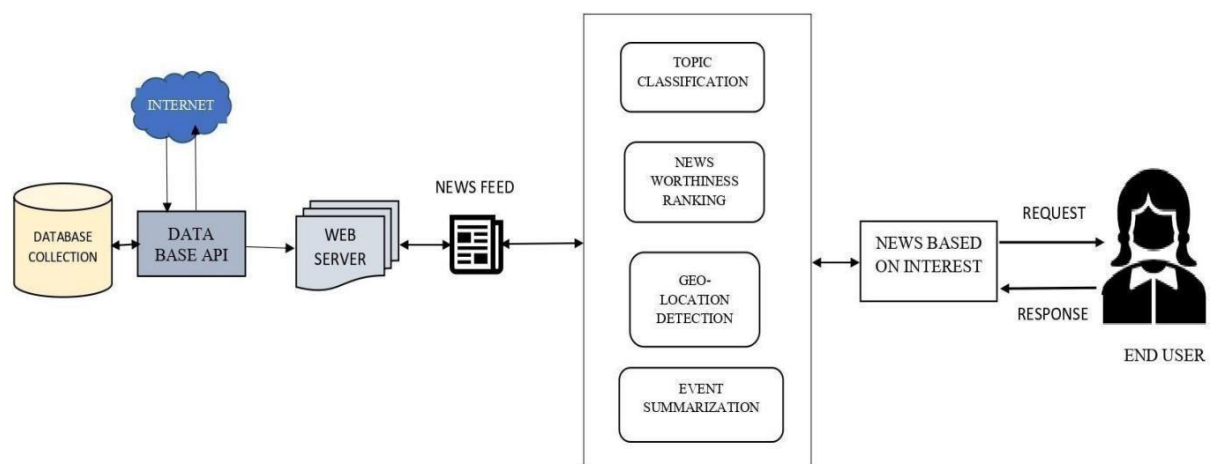 INTERNET
DATABASE
COLLECTION
DATA
BASE API
WEB
SERVER
NEWS FEED
TOPIC
CLASSIFICATION
NEWS
WORTHINESS
RANKING
GEO-
LOCATION
DETECTION
EVENT
SUMMARIZATION
NEWS BASED
ON INTEREST
REQUEST
RESPONSE
END USER